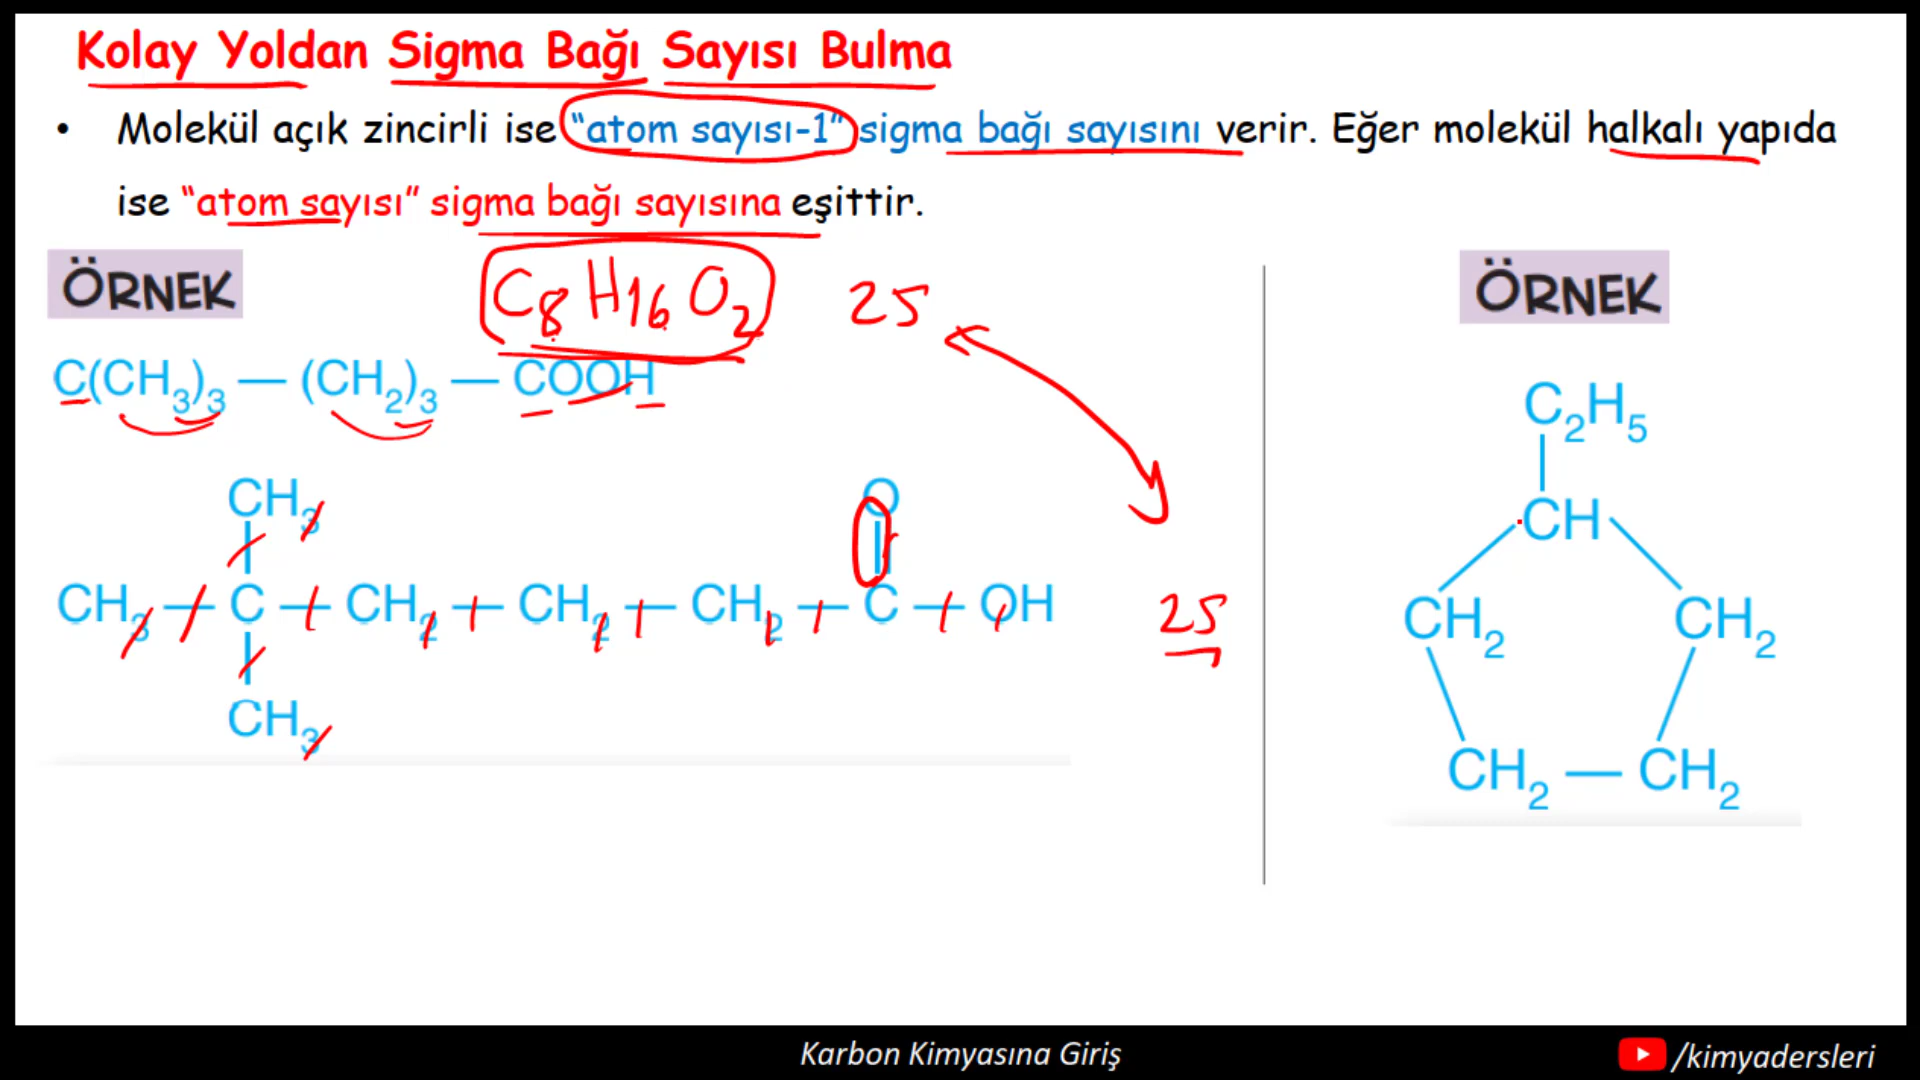 Kolay Yoldan Sigma Bağı Sayısı Bulma
• Molekül açık zincirli ise “atom sayısı-1” sigma bağı sayısını verir. Eğer molekül halkalı yapıda
ise “atom sayısı” sigma bağı sayısına eşittir.
ÖRNEK
C8H16O2 25
C(CH3)3 — (CH2)3 — COOH
CH3 O
CH3 — C — CH2 — CH2 — CH2 — C — OH
25
CH3
ÖRNEK
C2H5
CH
CH2 CH2
CH2 — CH2
Karbon Kimyasına Giriş
/kimyadersleri